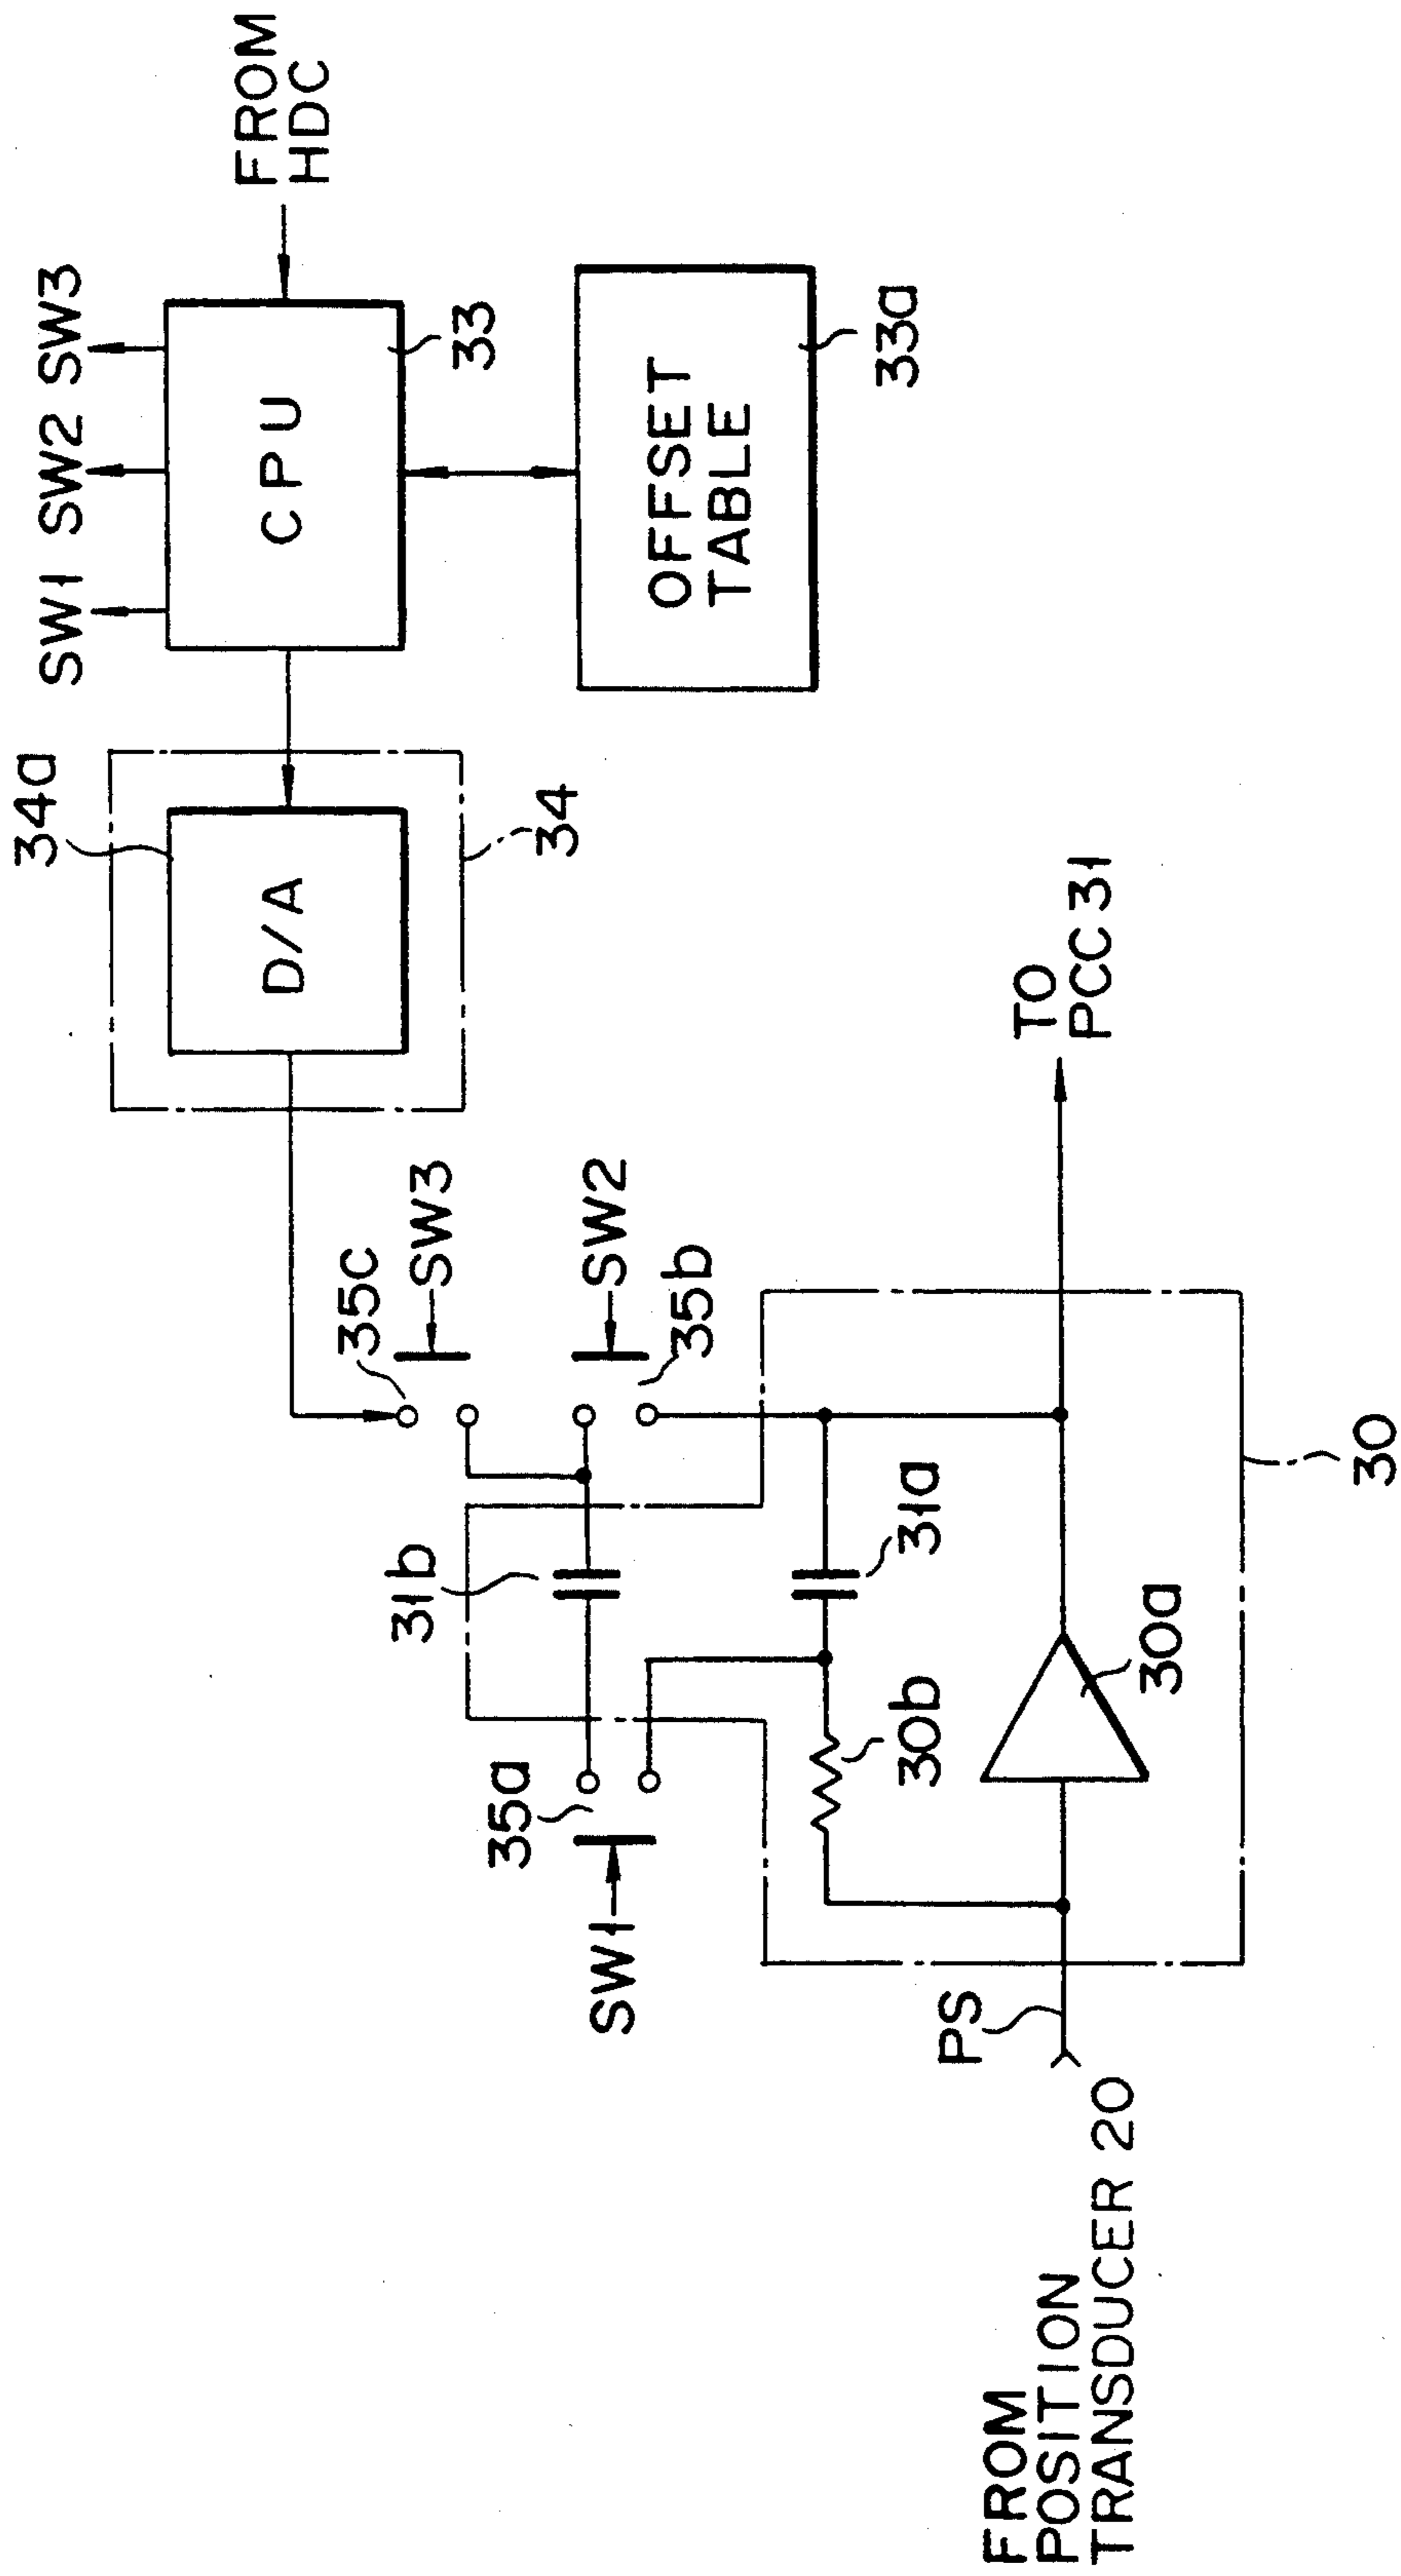 34a
SW1
SW2
SW3
CPU
33
FROM
HDC
D/A
34
35c
SW3
SW2
35b
OFFSET
TABLE
33a
31b
35a
SW1
31a
30b
30a
TO
PCC 31
30
PS
FROM
POSITION
TRANSDUCER 20